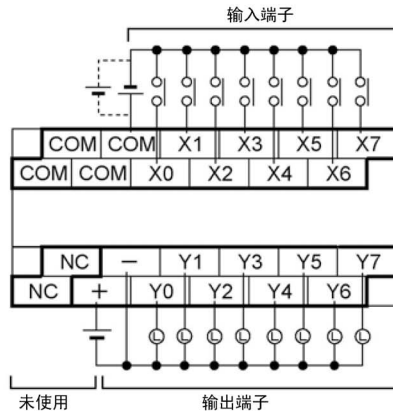 输入端子
COM COM X1 X3 X5 X7
COM COM X0 X2 X4 X6
NC − Y1 Y3 Y5 Y7
NC + Y0 Y2 Y4 Y6
L L L L L L L L
未使用 输出端子